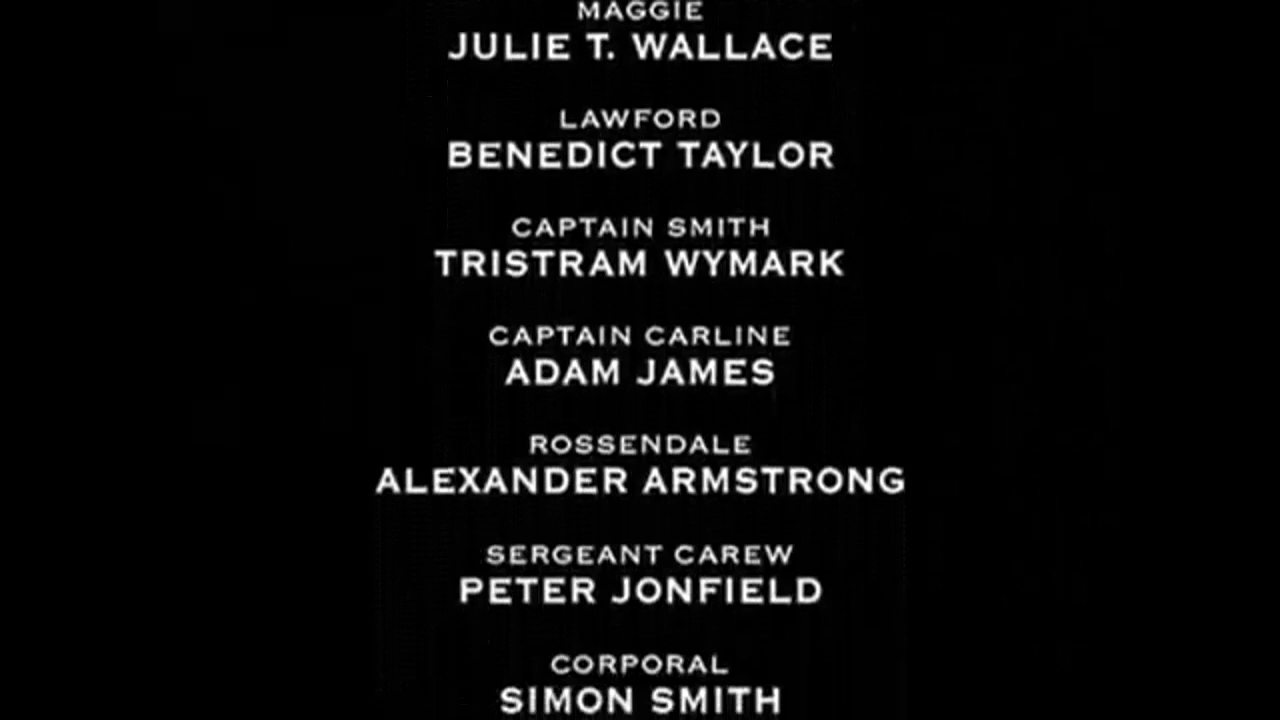 MAGGIE
JULIE T. WALLACE
LAWFORD
BENEDICT TAYLOR
CAPTAIN SMITH
TRISTRAM WYMARK
CAPTAIN CARLINE
ADAM JAMES
ROSSENDALE
ALEXANDER ARMSTRONG
SERGEANT CAREW
PETER JONFIELD
CORPORAL
SIMON SMITH